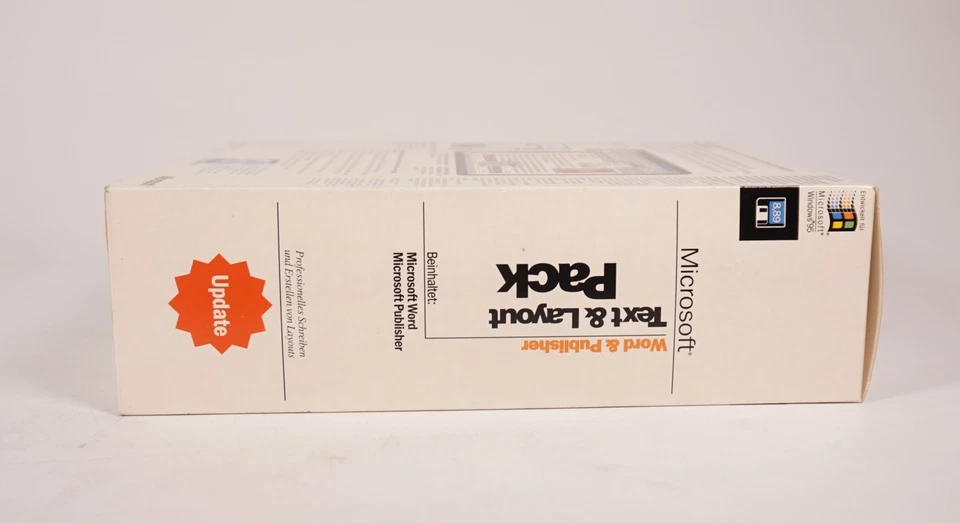 Entwickelt für
Microsoft®
Windows®95
8,89
Microsoft®
Word & Publisher
Text & Layout
Pack
Beinhaltet:
Microsoft Word
Microsoft Publisher
Professionelles Schreiben
und Erstellen von Layouts
Update